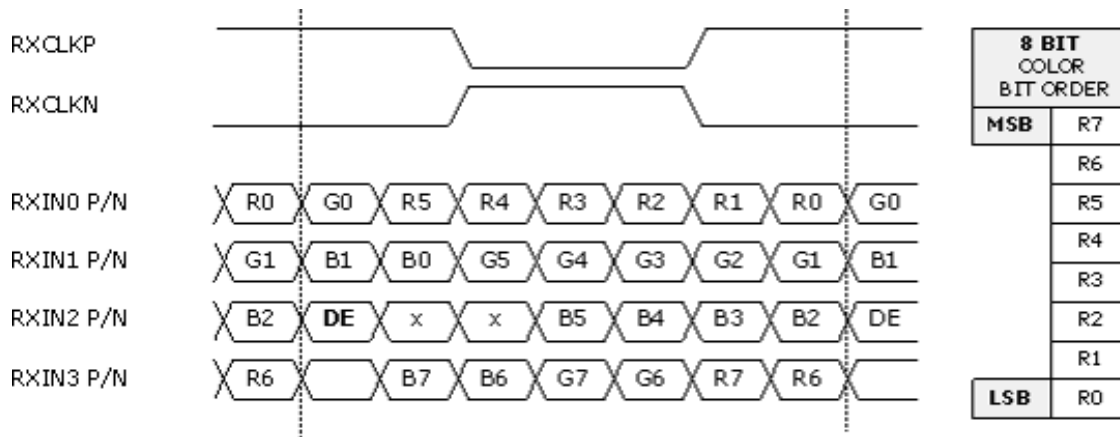 RXCLKP
RXCLKN
RXIN0 P/N R0 G0 R5 R4 R3 R2 R1 R0 G0
RXIN1 P/N G1 B1 B0 G5 G4 G3 G2 G1 B1
RXIN2 P/N B2 DE x x B5 B4 B3 B2 DE
RXIN3 P/N R6 B7 B6 G7 G6 R7 R6
8 BIT
COLOR
BIT ORDER
MSB R7
R6
R5
R4
R3
R2
R1
LSB R0